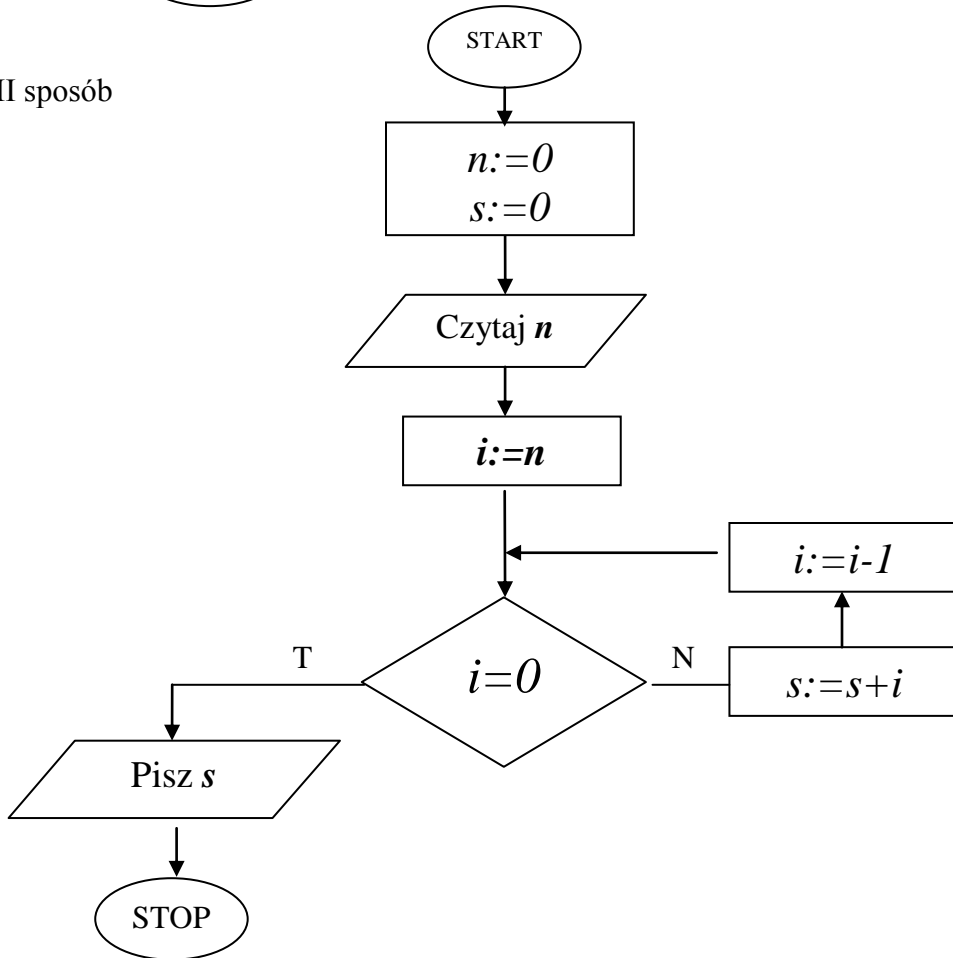 START
II sposób
n:=0
s:=0
Czytaj n
i:=n
i:=i-1
T
i=0
N
s:=s+i
Pisz s
STOP